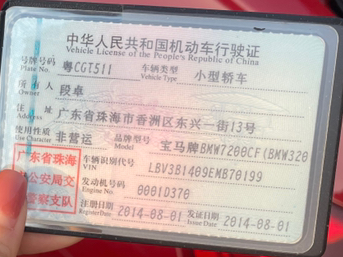 中华人民共和国机动车行驶证
Vehicle License of the People's Republic of China
号牌号码 粤CGT511 车辆类型 小型轿车
Plate No. Vehicle Type
所有人 段卓
Owner
住址 广东省珠海市香洲区东兴一街13号
Address
使用性质 非营运 品牌型号 宝马牌BMW7200CF(BMW320
Use Character Model
广东省珠海
市公安局交
通警察支队
车辆识别代号 LBV3B1409EMB70199
VIN
发动机号码 0001D370
Engine No.
注册日期 2014-08-01 发证日期 2014-08-01
Register Date Issue Date